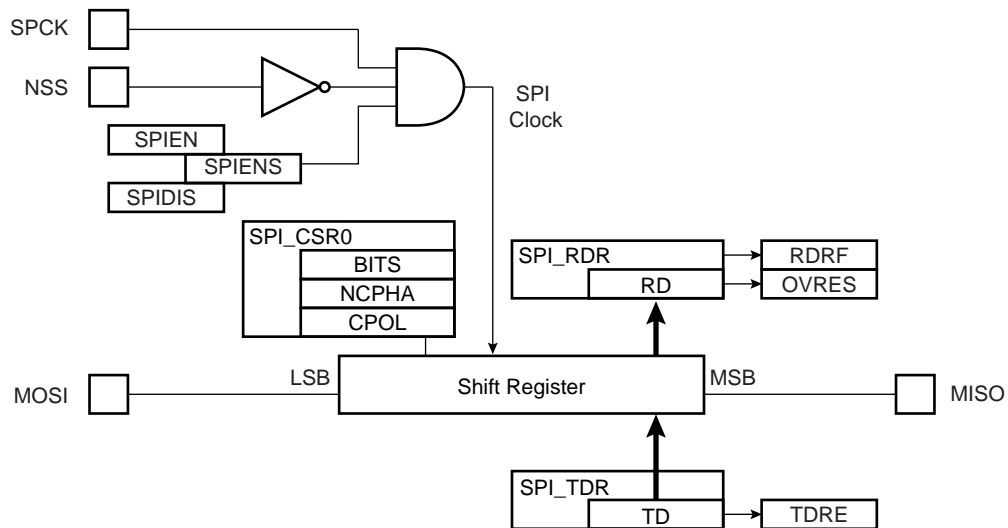 SPCK
NSS
SPI
Clock
SPIEN
SPIENS
SPIDIS
SPI_CSR0
BITS
NCPHA
CPOL
SPI_RDR
RD
RDRF
OVRES
MOSI
LSB
Shift Register
MSB
MISO
SPI_TDR
TD
TDRE